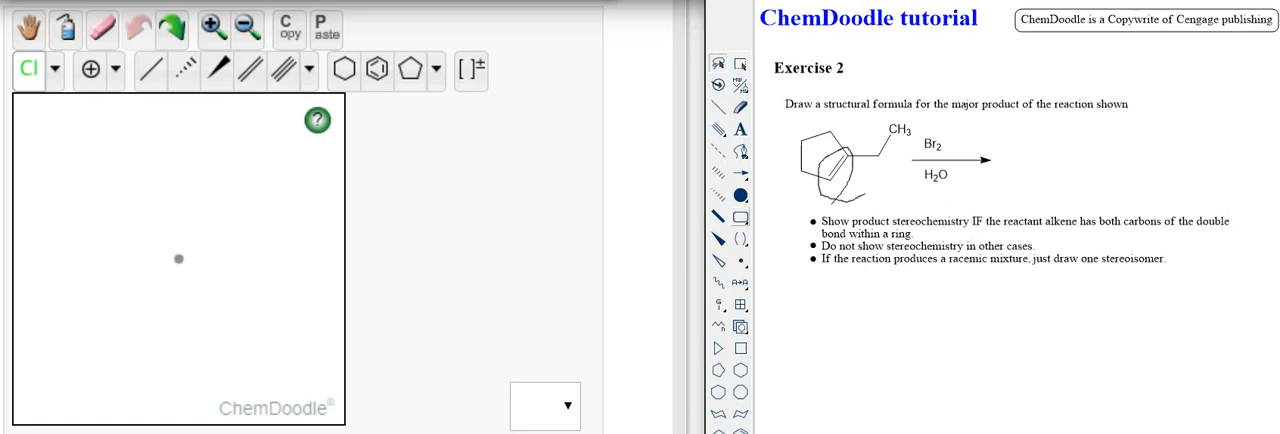 C
opy
P
aste
Cl
[ ]±
?
ChemDoodle®
ChemDoodle tutorial
ChemDoodle is a Copywrite of Cengage publishing
Exercise 2
Draw a structural formula for the major product of the reaction shown
CH3
Br2
H2O
● Show product stereochemistry IF the reactant alkene has both carbons of the double
bond within a ring.
● Do not show stereochemistry in other cases.
● If the reaction produces a racemic mixture, just draw one stereoisomer.
A